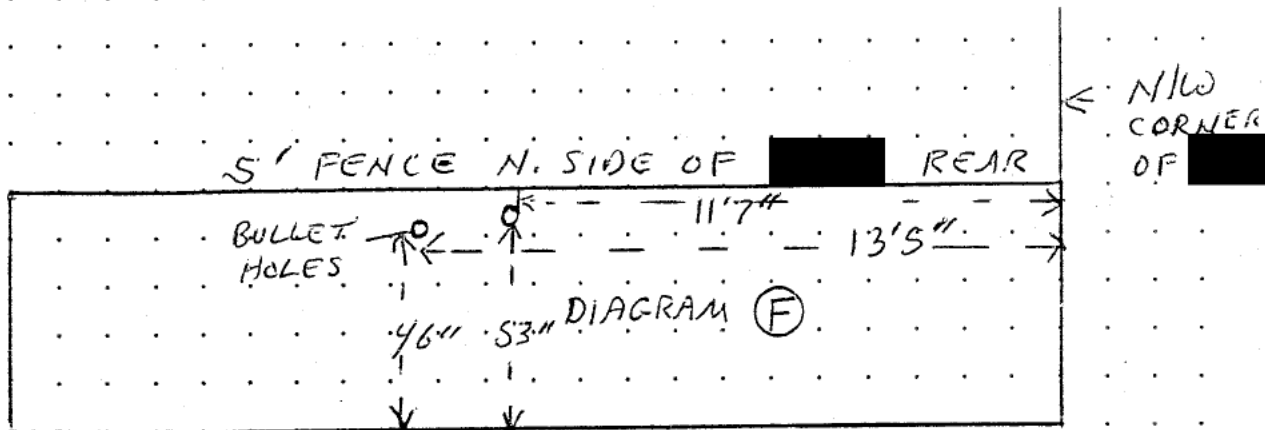 N/W
CORNER
OF
5' FENCE N. SIDE OF REAR
11'7"
BULLET
HOLES
13'5"
DIAGRAM F
46" 53"